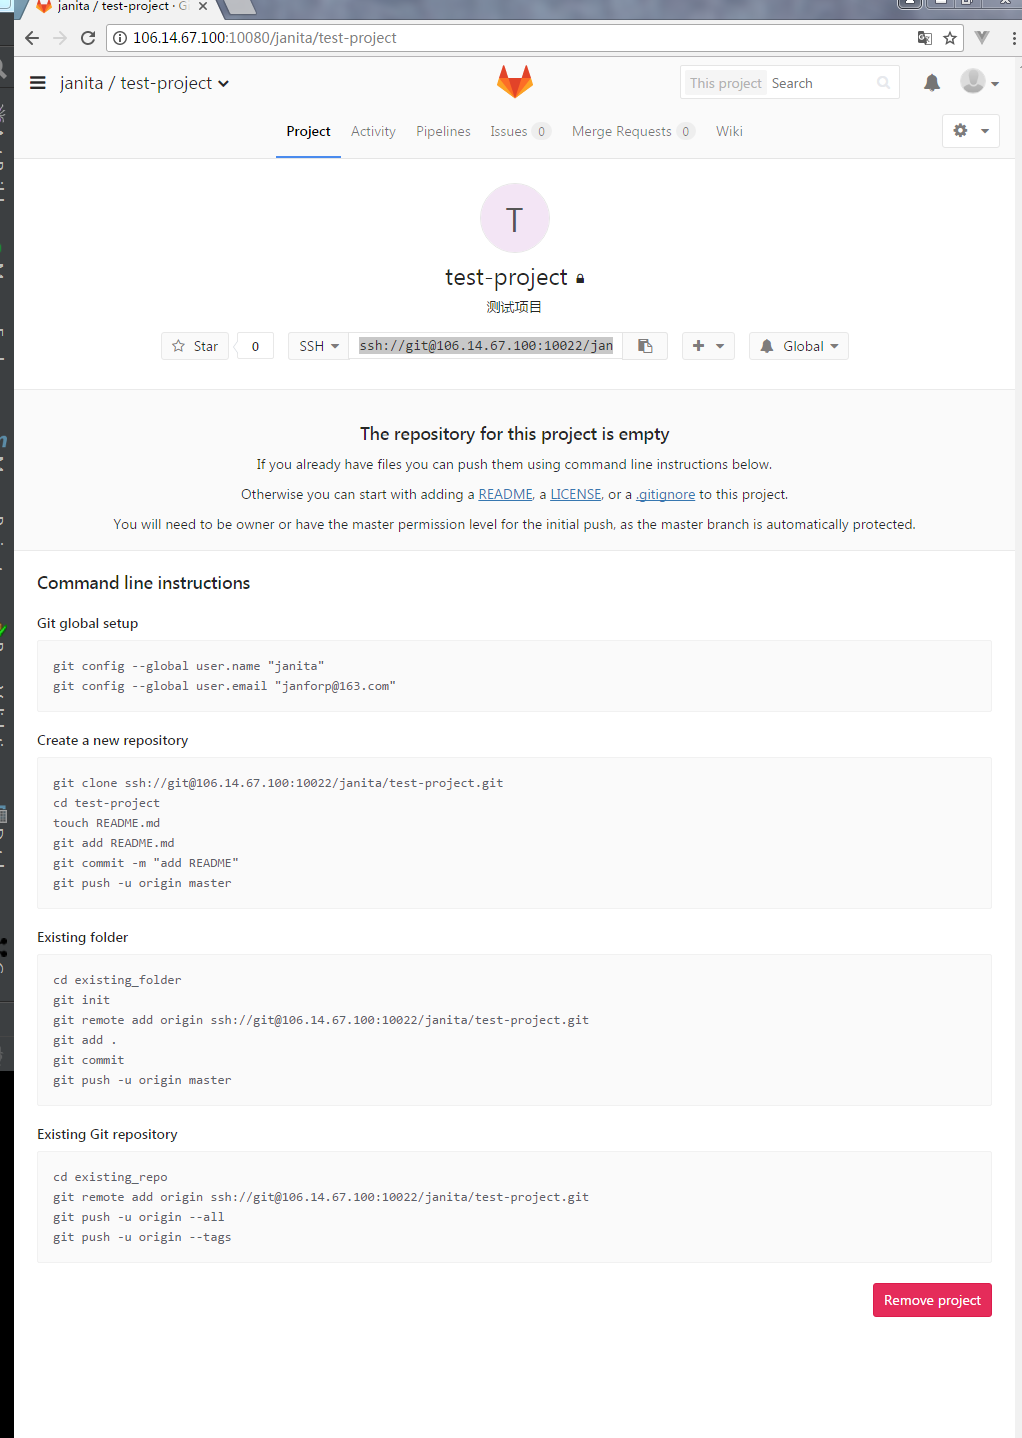 janita / test-project · G
106.14.67.100:10080/janita/test-project
janita / test-project
This project Search
Project Activity Pipelines Issues 0 Merge Requests 0 Wiki
T
test-project
测试项目
Star 0 SSH ssh://git@106.14.67.100:10022/jan Global
The repository for this project is empty
If you already have files you can push them using command line instructions below.
Otherwise you can start with adding a README, a LICENSE, or a .gitignore to this project.
You will need to be owner or have the master permission level for the initial push, as the master branch is automatically protected.
Command line instructions
Git global setup
git config --global user.name "janita"
git config --global user.email "janforp@163.com"
Create a new repository
git clone ssh://git@106.14.67.100:10022/janita/test-project.git
cd test-project
touch README.md
git add README.md
git commit -m "add README"
git push -u origin master
Existing folder
cd existing_folder
git init
git remote add origin ssh://git@106.14.67.100:10022/janita/test-project.git
git add .
git commit
git push -u origin master
Existing Git repository
cd existing_repo
git remote add origin ssh://git@106.14.67.100:10022/janita/test-project.git
git push -u origin --all
git push -u origin --tags
Remove project